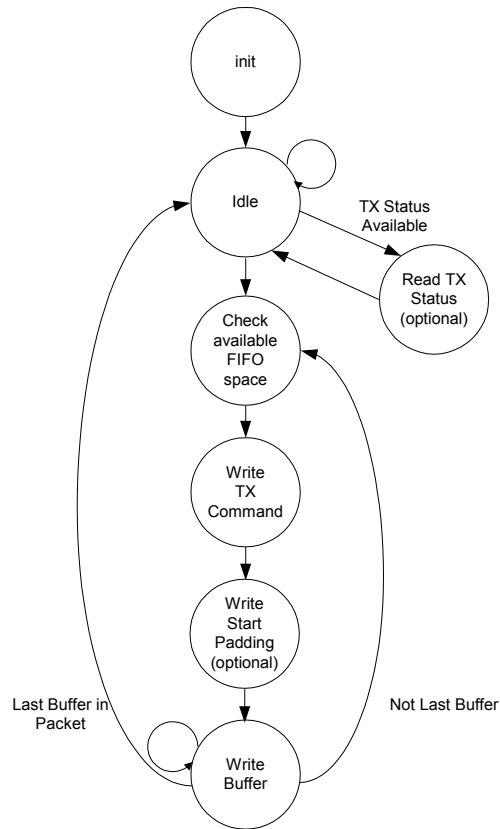 init
Idle
TX Status
Available
Read TX
Status
(optional)
Check
available
FIFO
space
Write
TX
Command
Write
Start
Padding
(optional)
Last Buffer in
Packet
Not Last Buffer
Write
Buffer